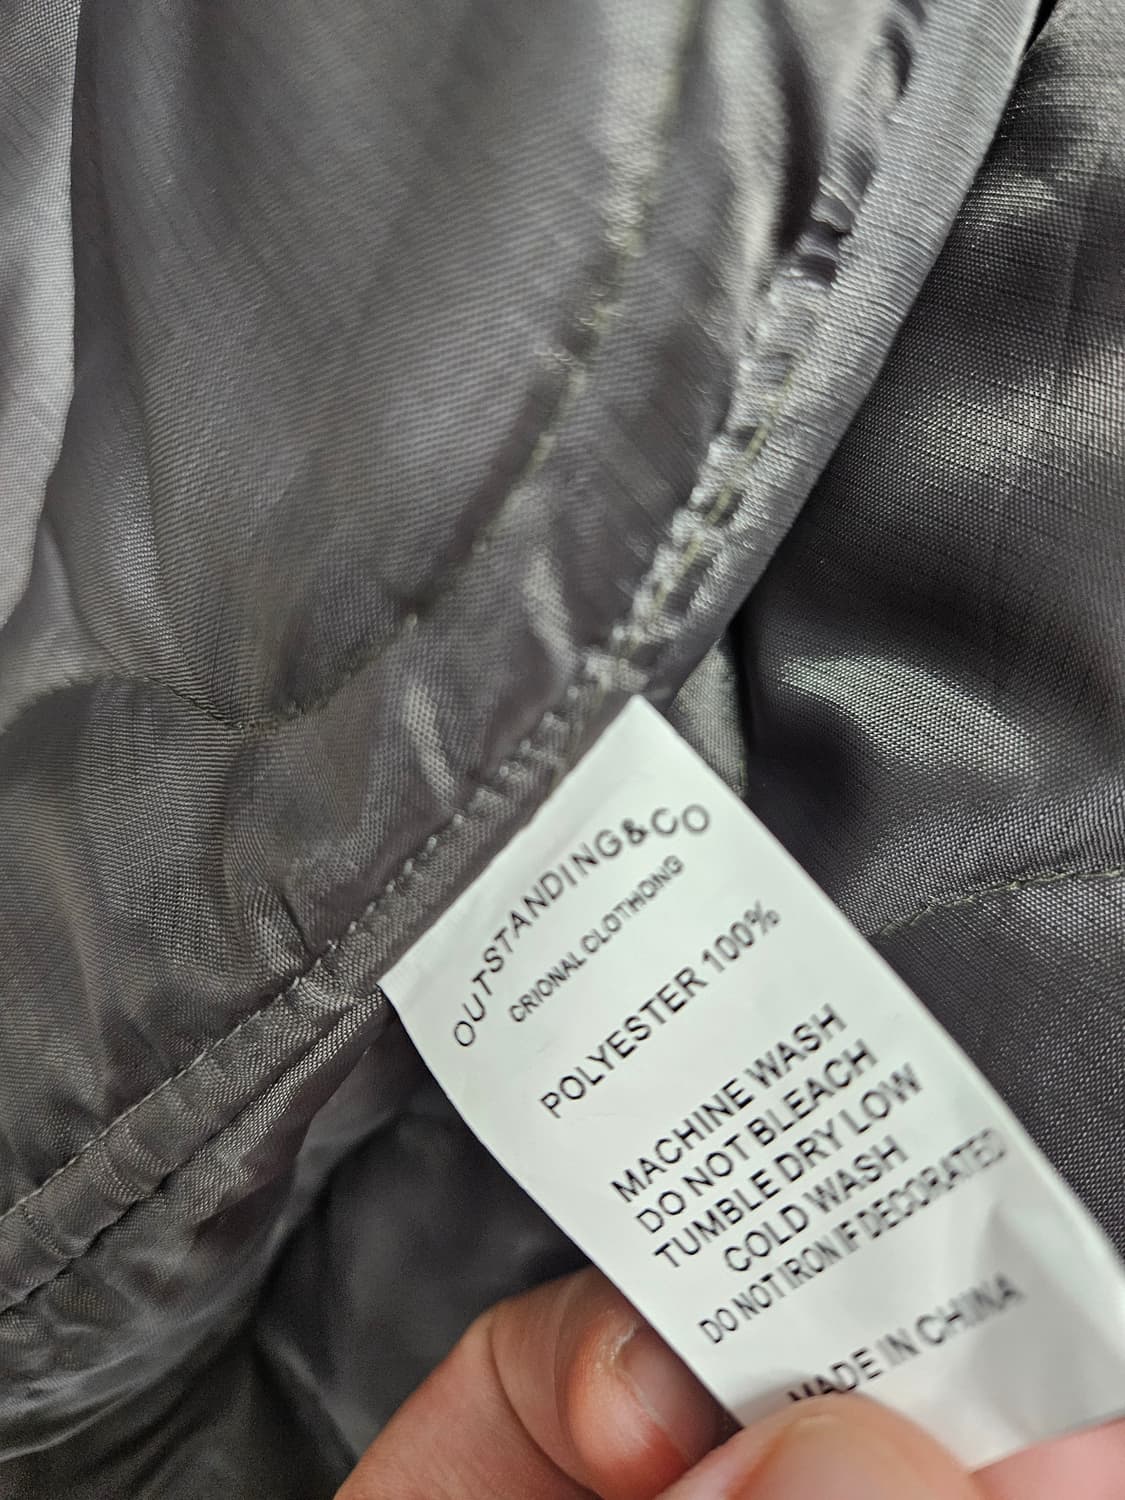 OUTSTANDING&CO
CRIONAL CLOTHOING
POLYESTER 100%
MACHINE WASH
DO NOT BLEACH
TUMBLE DRY LOW
COLD WASH
DO NOT IRON IF DECORATED
MADE IN CHINA